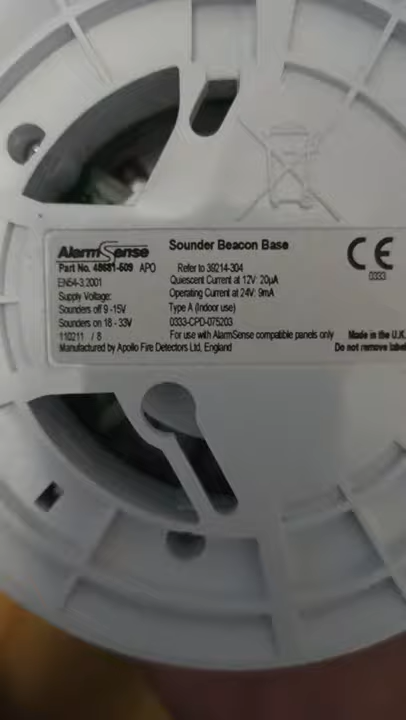 AlarmSense
Sounder Beacon Base
CE
0333
Part No. 45681-509 APO
Refer to 39214-304
EN54-3:2001
Quiescent Current at 12V: 20µA
Supply Voltage:
Operating Current at 24V: 9mA
Sounders off 9 -15V
Type A (Indoor use)
Sounders on 18 - 33V
0333-CPD-075203
110211 / 8
For use with AlarmSense compatible panels only
Made in the U.K.
Manufactured by Apollo Fire Detectors Ltd, England
Do not remove label